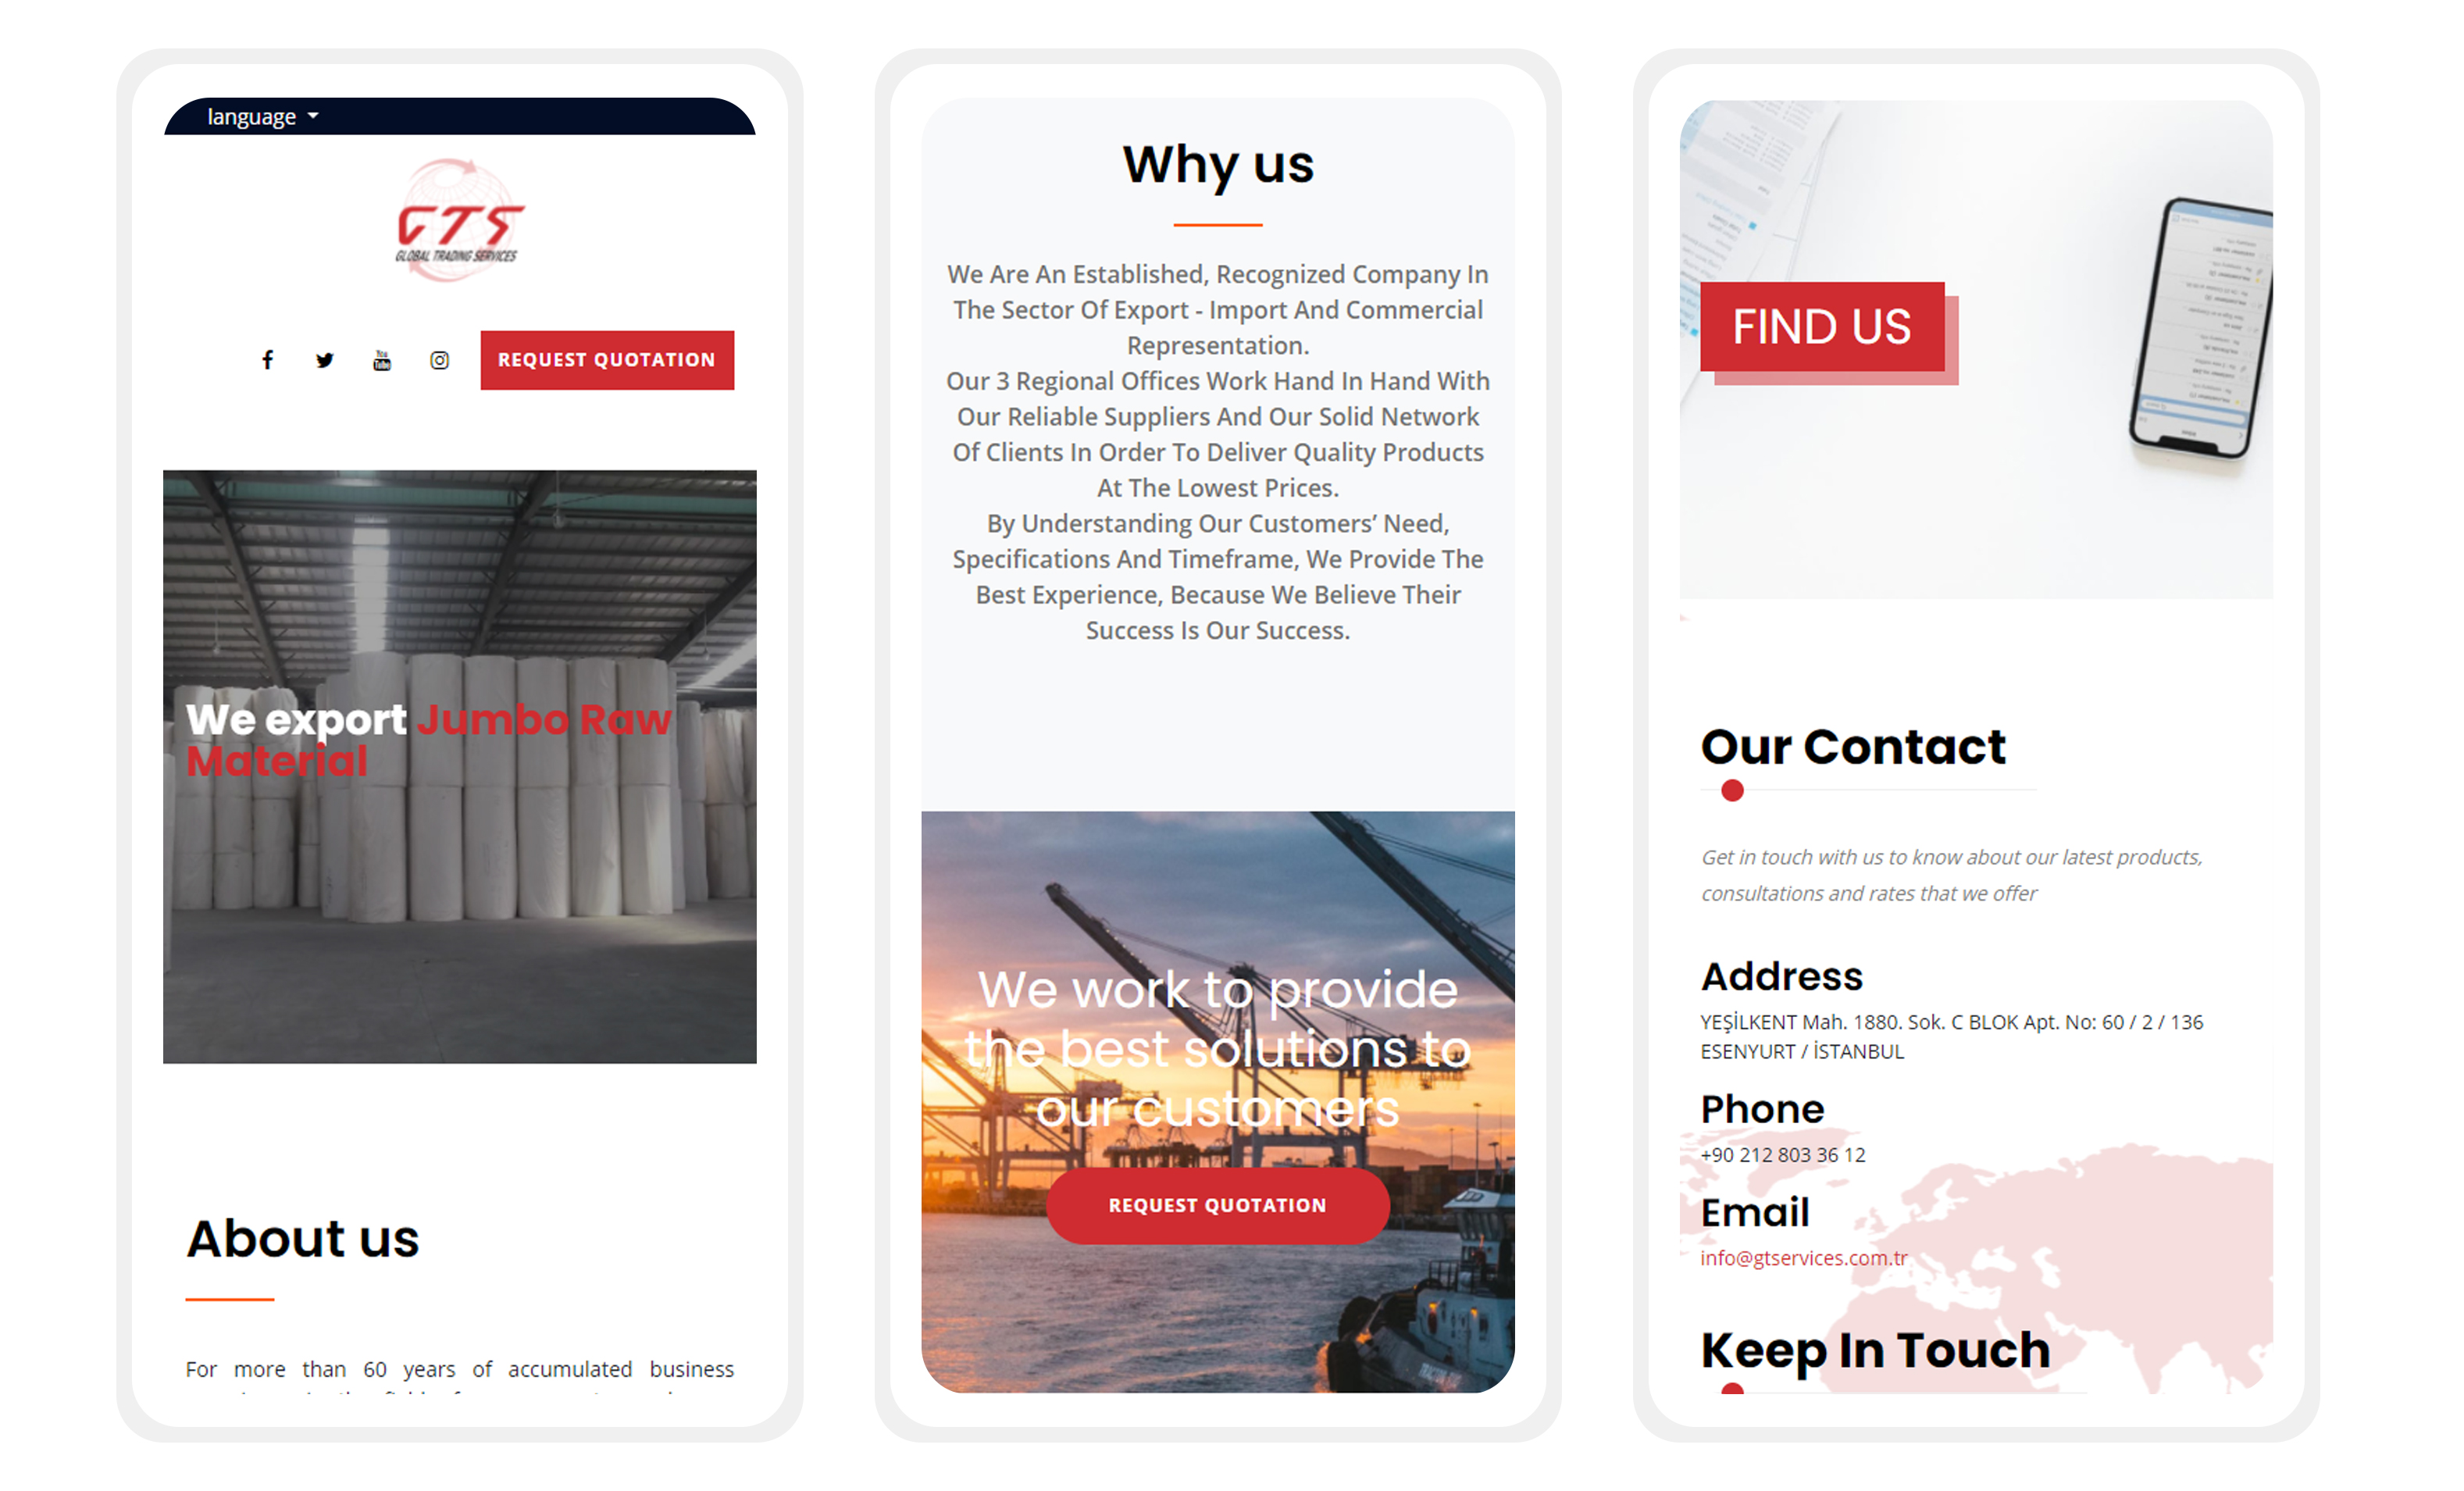 language
GTS
GLOBAL TRADING SERVICES
You
Tube
REQUEST QUOTATION
We export Jumbo Raw
Material
About us
For more than 60 years of accumulated business
Why us
We Are An Established, Recognized Company In
The Sector Of Export - Import And Commercial
Representation.
Our 3 Regional Offices Work Hand In Hand With
Our Reliable Suppliers And Our Solid Network
Of Clients In Order To Deliver Quality Products
At The Lowest Prices.
By Understanding Our Customers’ Need,
Specifications And Timeframe, We Provide The
Best Experience, Because We Believe Their
Success Is Our Success.
We work to provide
the best solutions to
our customers
REQUEST QUOTATION
FIND US
Our Contact
Get in touch with us to know about our latest products,
consultations and rates that we offer
Address
YEŞİLKENT Mah. 1880. Sok. C BLOK Apt. No: 60 / 2 / 136
ESENYURT / İSTANBUL
Phone
+90 212 803 36 12
Email
info@gtservices.com.tr
Keep In Touch